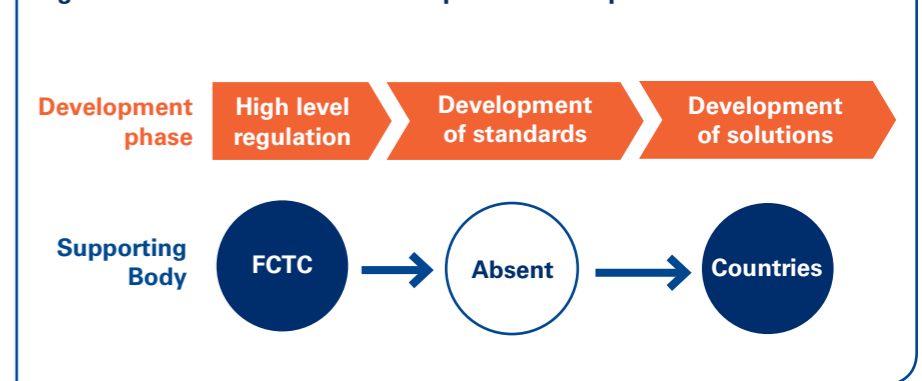 Development
phase
High level
regulation
Development
of standards
Development
of solutions
Supporting
Body
FCTC
Absent
Countries